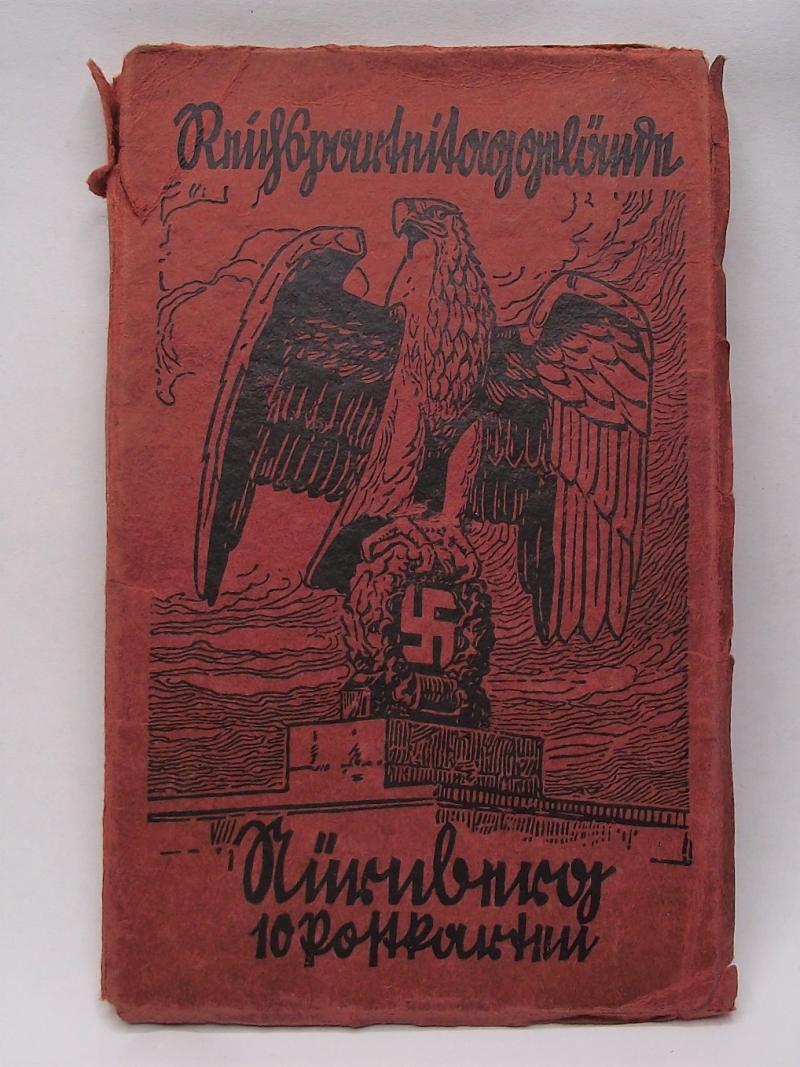 Reichsparteitaggelände
Nürnberg
10 Postkarten